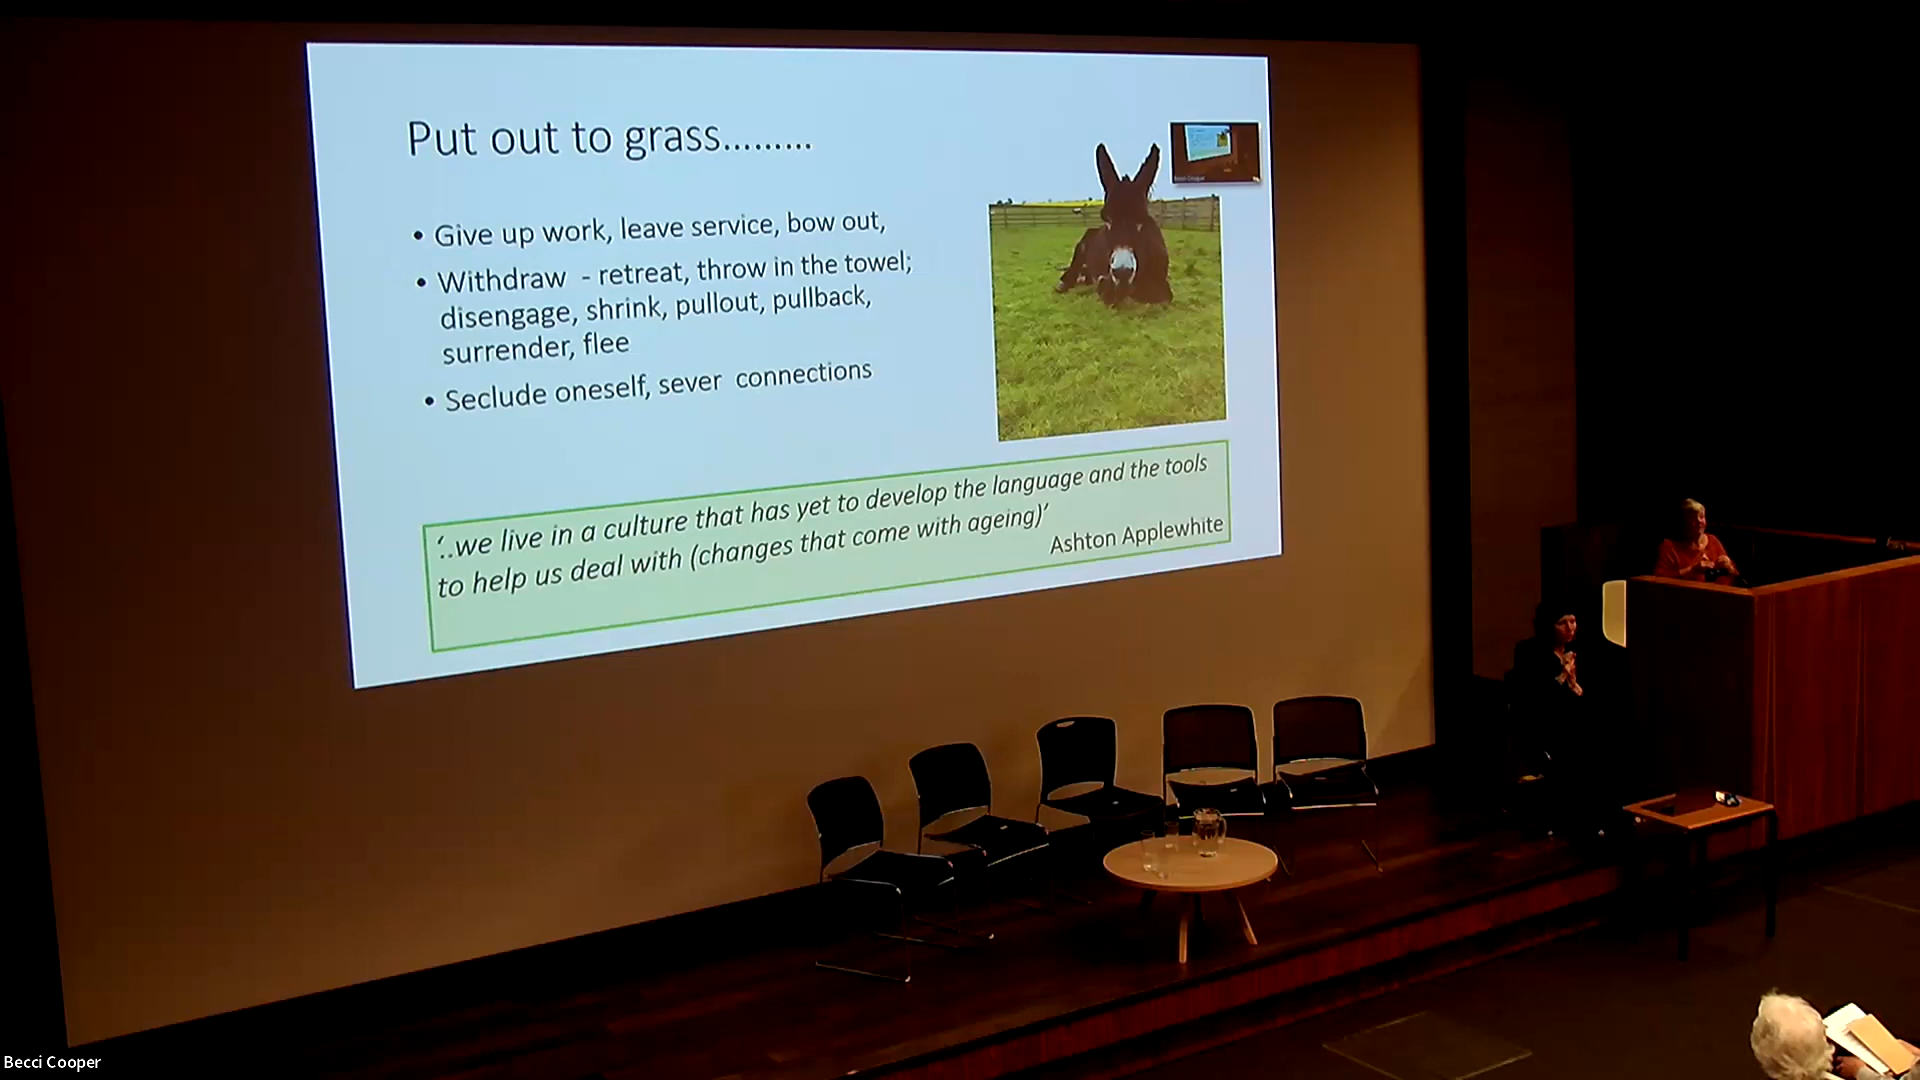 Put out to grass.........
• Give up work, leave service, bow out,
• Withdraw - retreat, throw in the towel;
disengage, shrink, pullout, pullback,
surrender, flee
• Seclude oneself, sever connections
‘..we live in a culture that has yet to develop the language and the tools
to help us deal with (changes that come with ageing)’
Ashton Applewhite
Becci Cooper